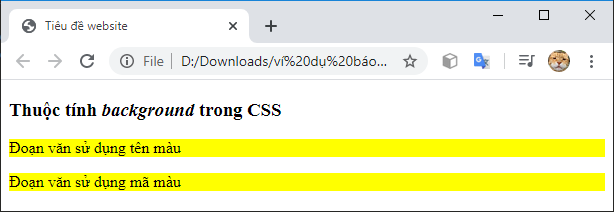 Tiêu đề website
File
D:/Downloads/ví%20dụ%20báo...
Thuộc tính background trong CSS
Đoạn văn sử dụng tên màu
Đoạn văn sử dụng mã màu